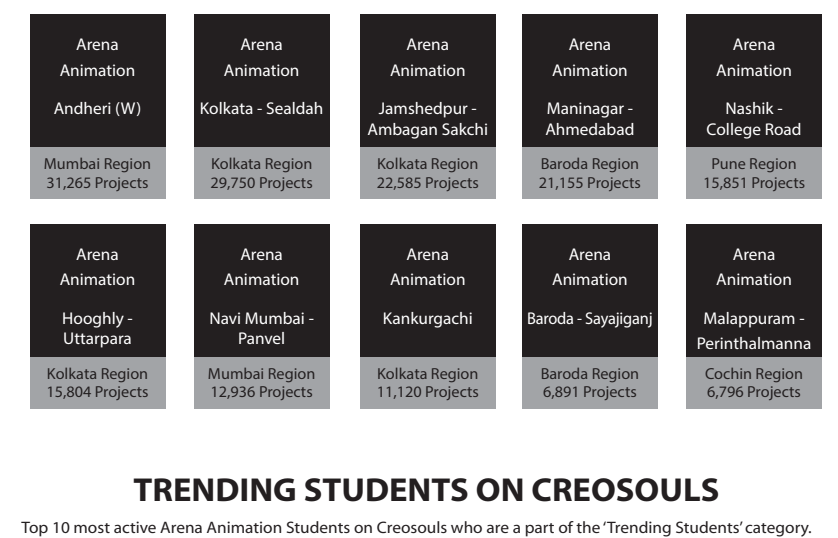 Arena
Animation
Andheri (W)
Mumbai Region
31,265 Projects
Arena
Animation
Kolkata - Sealdah
Kolkata Region
29,750 Projects
Arena
Animation
Jamshedpur -
Ambagan Sakchi
Kolkata Region
22,585 Projects
Arena
Animation
Maninagar -
Ahmedabad
Baroda Region
21,155 Projects
Arena
Animation
Nashik -
College Road
Pune Region
15,851 Projects
Arena
Animation
Hooghly -
Uttarpara
Kolkata Region
15,804 Projects
Arena
Animation
Navi Mumbai -
Panvel
Mumbai Region
12,936 Projects
Arena
Animation
Kankurgachi
Kolkata Region
11,120 Projects
Arena
Animation
Baroda - Sayajiganj
Baroda Region
6,891 Projects
Arena
Animation
Malappuram -
Perinthalmanna
Cochin Region
6,796 Projects
TRENDING STUDENTS ON CREOSOULS
Top 10 most active Arena Animation Students on Creosouls who are a part of the ‘Trending Students’ category.